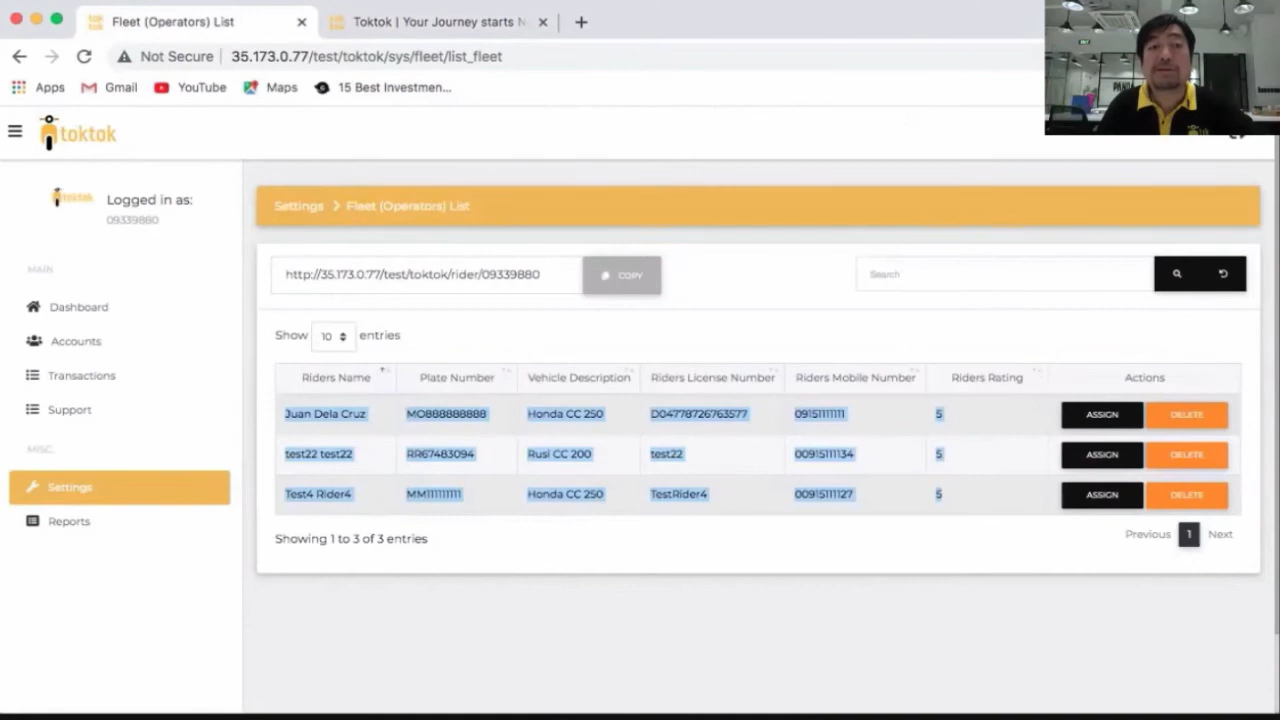 Fleet (Operators) List
Toktok | Your Journey starts N
Not Secure 35.173.0.77/test/toktok/sys/fleet/list_fleet
Apps Gmail YouTube Maps 15 Best Investmen...
toktok
toktok
Logged in as:
09339880
MAIN
Dashboard
Accounts
Transactions
Support
MISC.
Settings
Reports
Settings > Fleet (Operators) List
http://35.173.0.77/test/toktok/rider/09339880 COPY Search
Show 10 entries
Riders Name Plate Number Vehicle Description Riders License Number Riders Mobile Number Riders Rating Actions
Juan Dela Cruz MO888888888 Honda CC 250 D04778726763577 09151111111 5 ASSIGN DELETE
test22 test22 RR67483094 Rusi CC 200 test22 00915111134 5 ASSIGN DELETE
Test4 Rider4 MM111111111 Honda CC 250 TestRider4 00915111127 5 ASSIGN DELETE
Showing 1 to 3 of 3 entries
Previous 1 Next